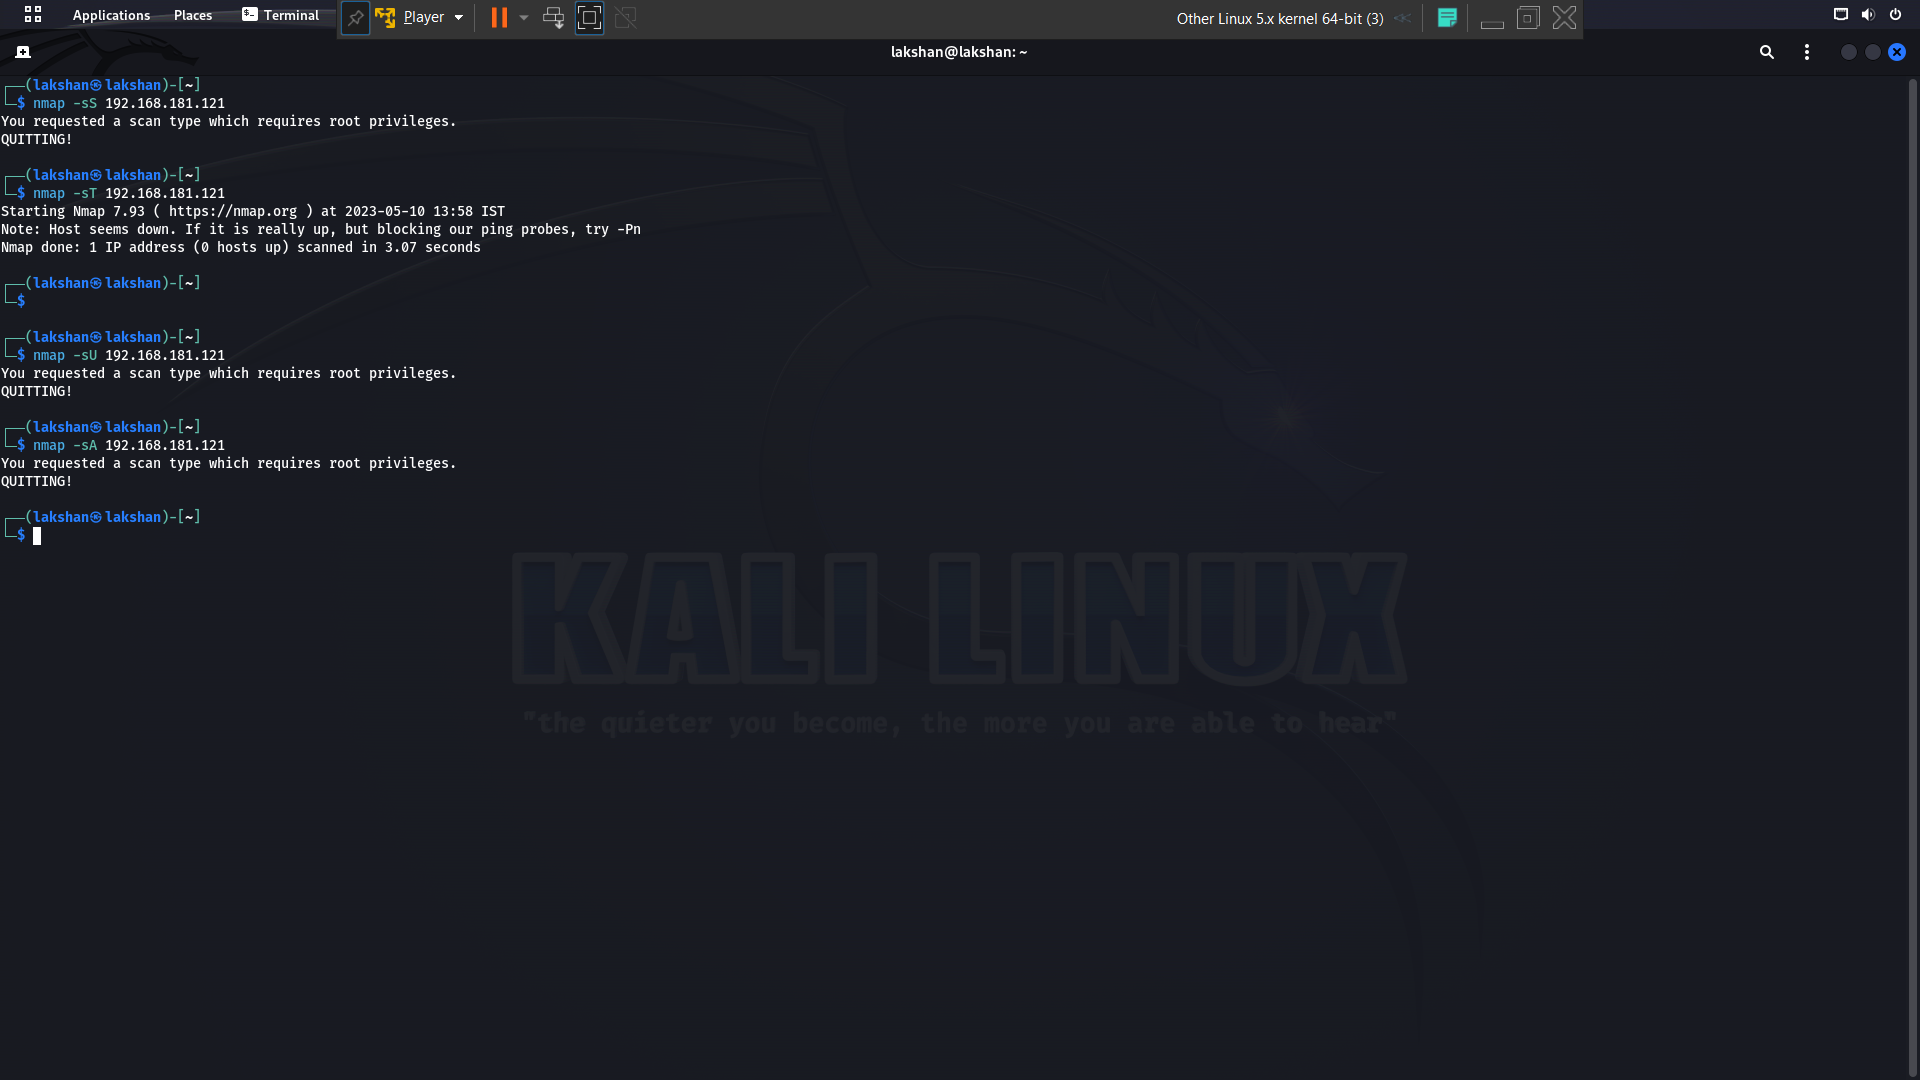 Applications Places Terminal Player Other Linux 5.x kernel 64-bit (3)
lakshan@lakshan: ~
┌──(lakshan㉿lakshan)-[~]
└─$ nmap -sS 192.168.181.121
You requested a scan type which requires root privileges.
QUITTING!
┌──(lakshan㉿lakshan)-[~]
└─$ nmap -sT 192.168.181.121
Starting Nmap 7.93 ( https://nmap.org ) at 2023-05-10 13:58 IST
Note: Host seems down. If it is really up, but blocking our ping probes, try -Pn
Nmap done: 1 IP address (0 hosts up) scanned in 3.07 seconds
┌──(lakshan㉿lakshan)-[~]
└─$
┌──(lakshan㉿lakshan)-[~]
└─$ nmap -sU 192.168.181.121
You requested a scan type which requires root privileges.
QUITTING!
┌──(lakshan㉿lakshan)-[~]
└─$ nmap -sA 192.168.181.121
You requested a scan type which requires root privileges.
QUITTING!
┌──(lakshan㉿lakshan)-[~]
└─$
KALI LINUX
"the quieter you become, the more you are able to hear"